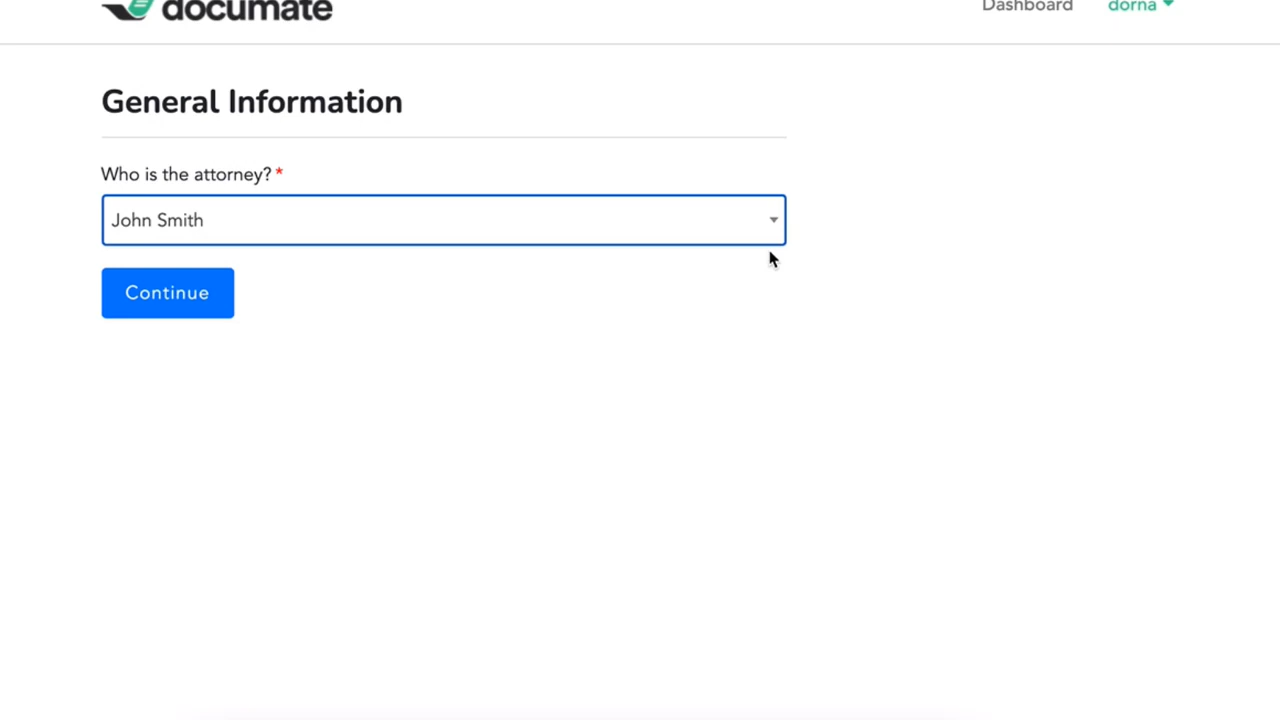 documate
Dashboard
dorna
General Information
Who is the attorney? *
John Smith
Continue